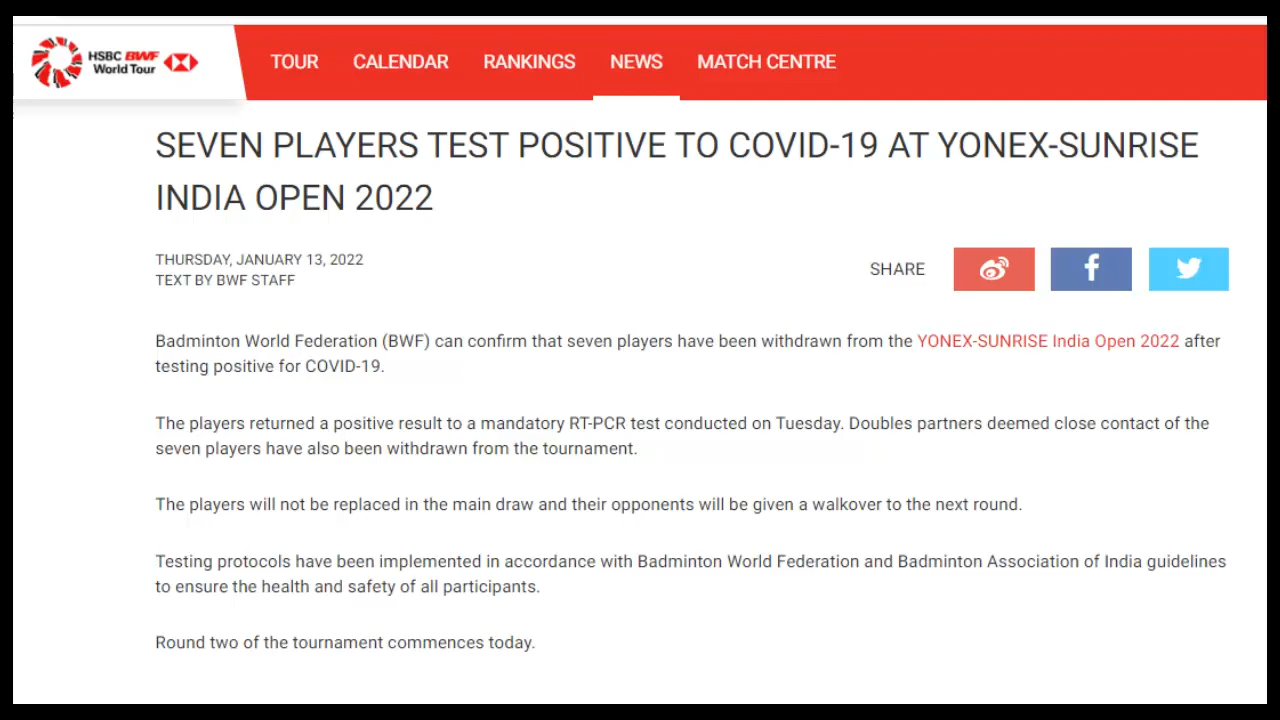 HSBC BWF
World Tour
TOUR CALENDAR RANKINGS NEWS MATCH CENTRE
SEVEN PLAYERS TEST POSITIVE TO COVID-19 AT YONEX-SUNRISE
INDIA OPEN 2022
THURSDAY, JANUARY 13, 2022
TEXT BY BWF STAFF
SHARE
Badminton World Federation (BWF) can confirm that seven players have been withdrawn from the YONEX-SUNRISE India Open 2022 after
testing positive for COVID-19.
The players returned a positive result to a mandatory RT-PCR test conducted on Tuesday. Doubles partners deemed close contact of the
seven players have also been withdrawn from the tournament.
The players will not be replaced in the main draw and their opponents will be given a walkover to the next round.
Testing protocols have been implemented in accordance with Badminton World Federation and Badminton Association of India guidelines
to ensure the health and safety of all participants.
Round two of the tournament commences today.